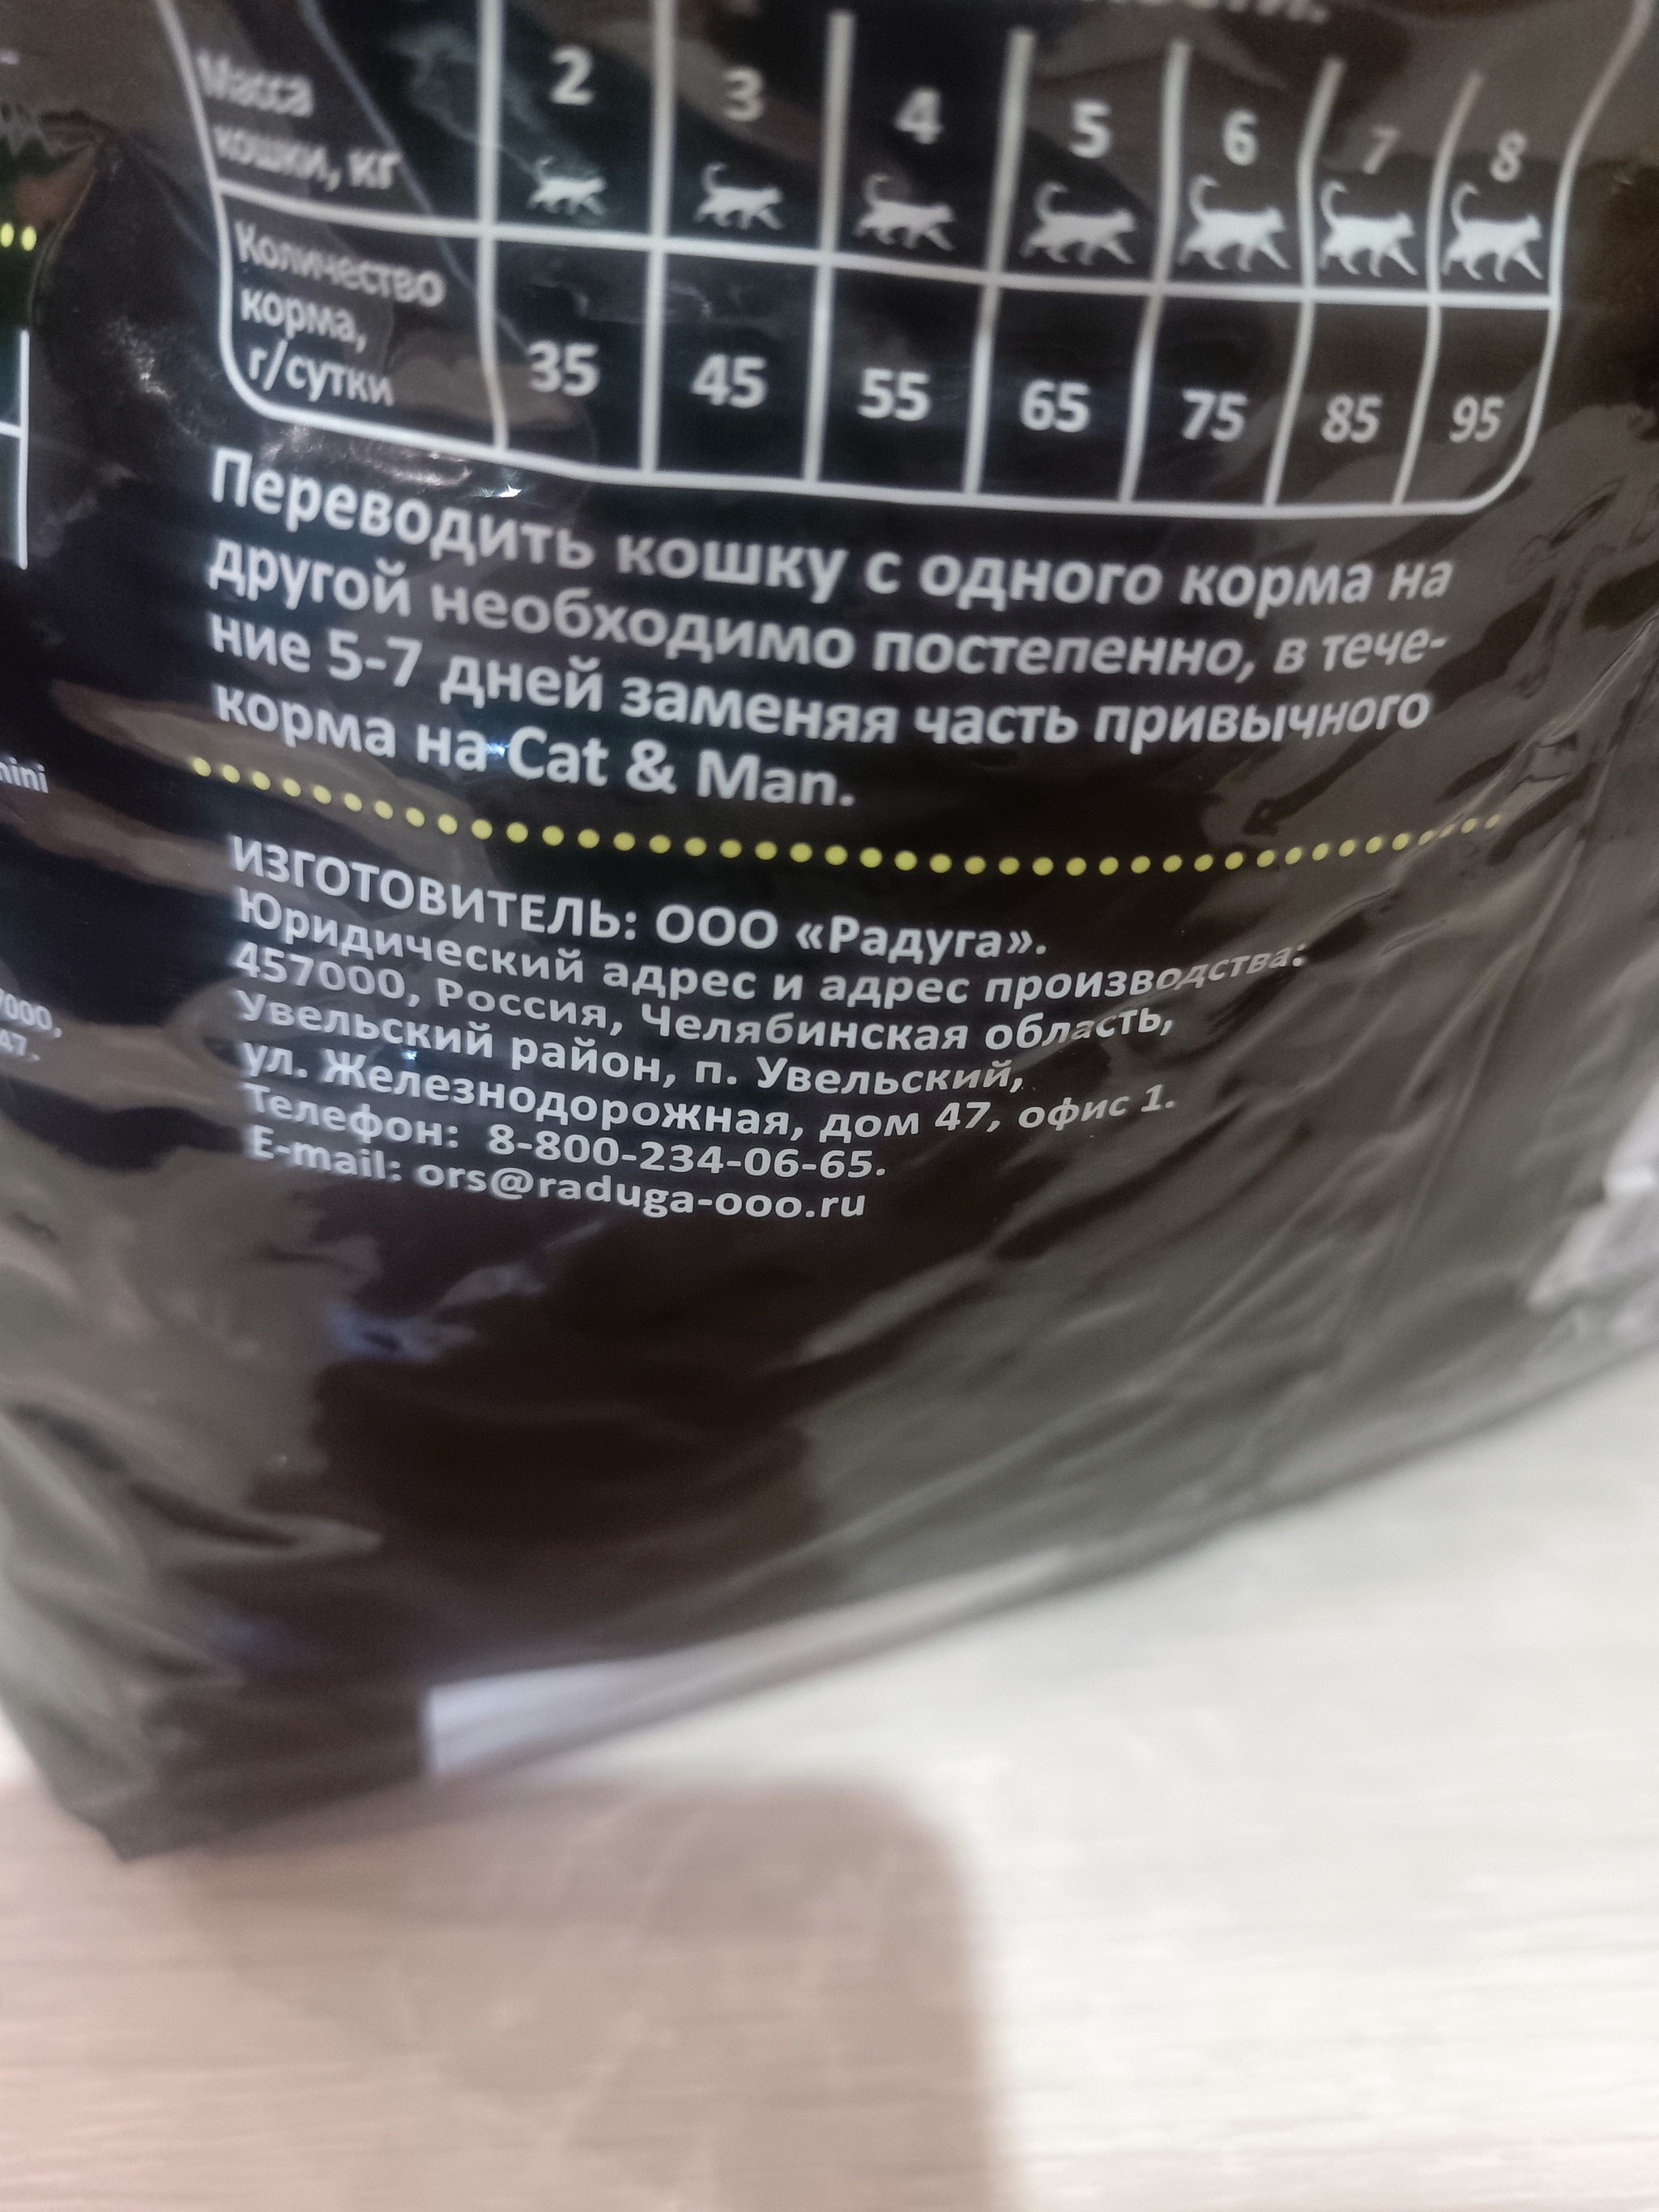 Масса 2 3 4 5 6 7 8
кошки, кг
Количество
корма,
г/сутки 35 45 55 65 75 85 95
Переводить кошку с одного корма на
другой необходимо постепенно, в тече-
ние 5-7 дней заменяя часть привычного
корма на Cat & Man.
ИЗГОТОВИТЕЛЬ: ООО «Радуга».
Юридический адрес и адрес производства:
457000, Россия, Челябинская область,
Увельский район, п. Увельский,
ул. Железнодорожная, дом 47, офис 1.
Телефон: 8-800-234-06-65.
E-mail: ors@raduga-ooo.ru